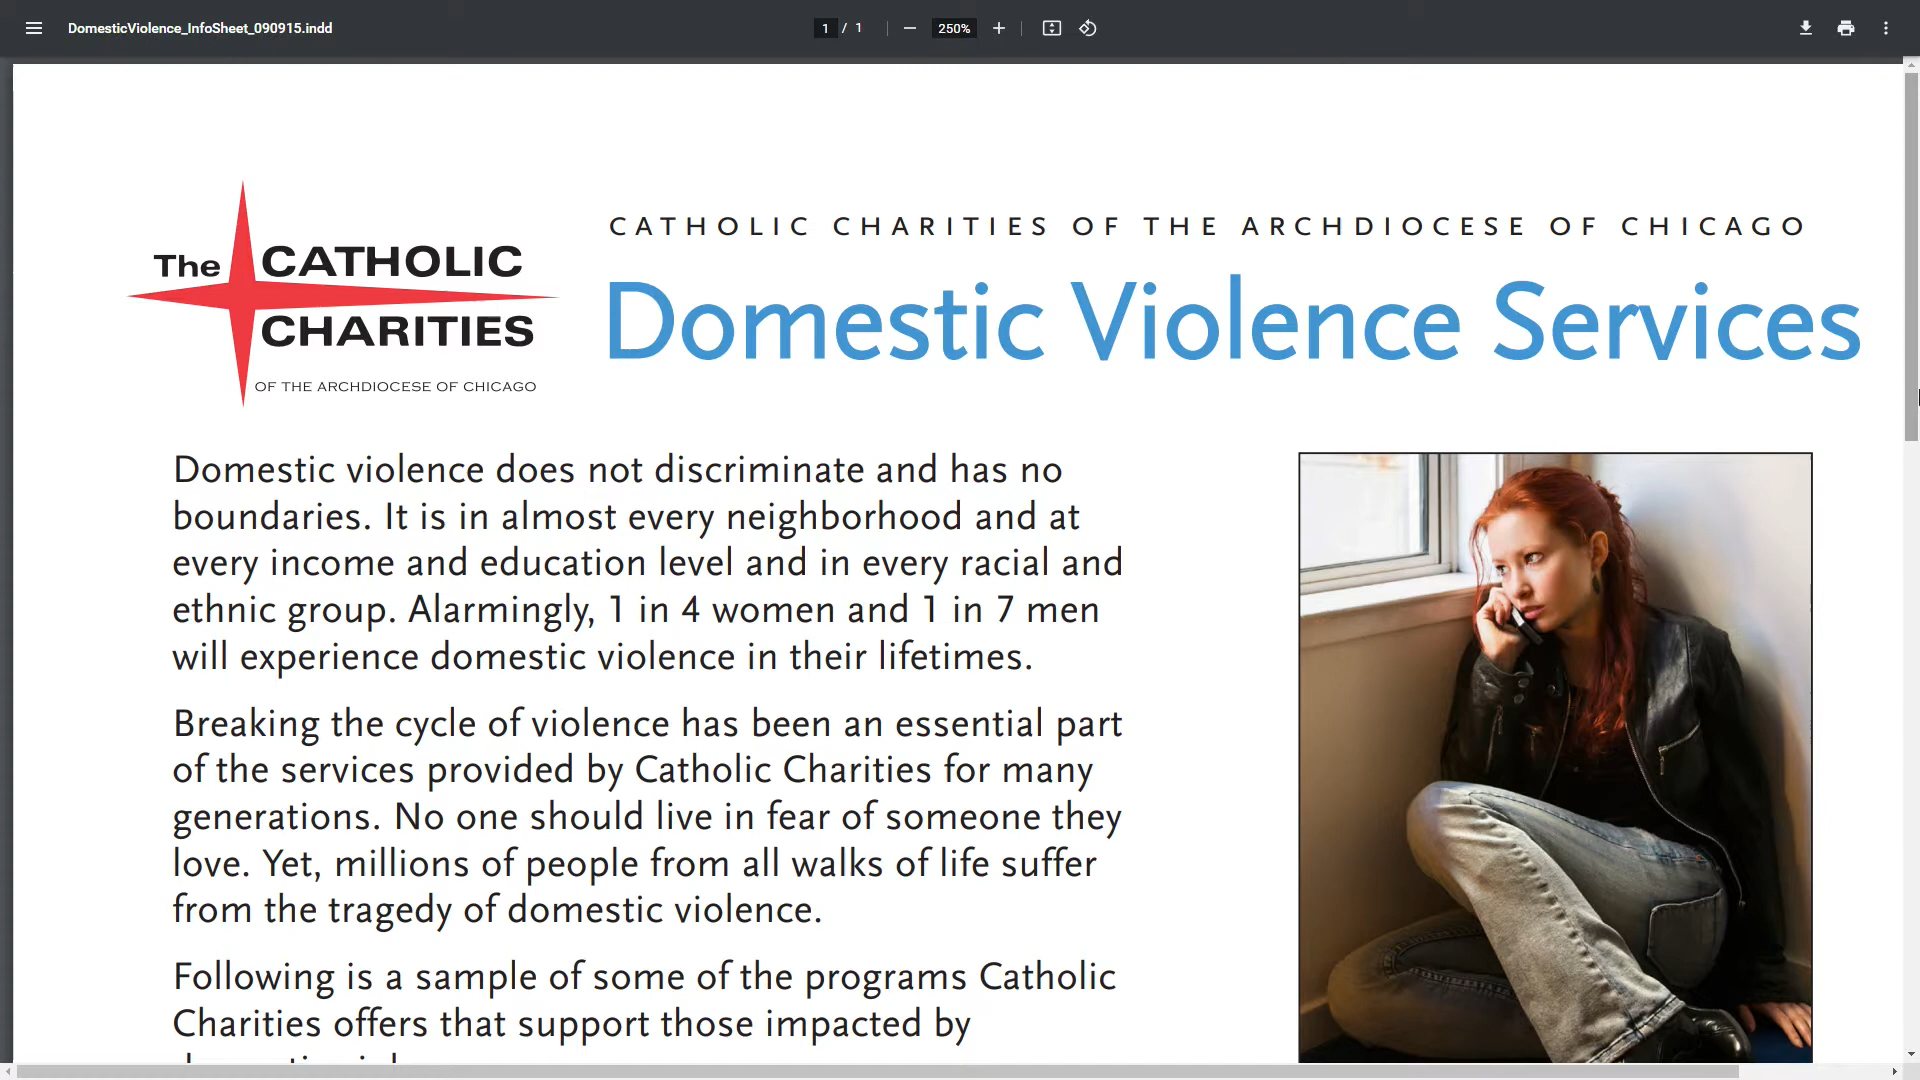 DomesticViolence_InfoSheet_090915.indd
1 / 1
250%
The CATHOLIC
CHARITIES
OF THE ARCHDIOCESE OF CHICAGO
CATHOLIC CHARITIES OF THE ARCHDIOCESE OF CHICAGO
Domestic Violence Services
Domestic violence does not discriminate and has no
boundaries. It is in almost every neighborhood and at
every income and education level and in every racial and
ethnic group. Alarmingly, 1 in 4 women and 1 in 7 men
will experience domestic violence in their lifetimes.
Breaking the cycle of violence has been an essential part
of the services provided by Catholic Charities for many
generations. No one should live in fear of someone they
love. Yet, millions of people from all walks of life suffer
from the tragedy of domestic violence.
Following is a sample of some of the programs Catholic
Charities offers that support those impacted by